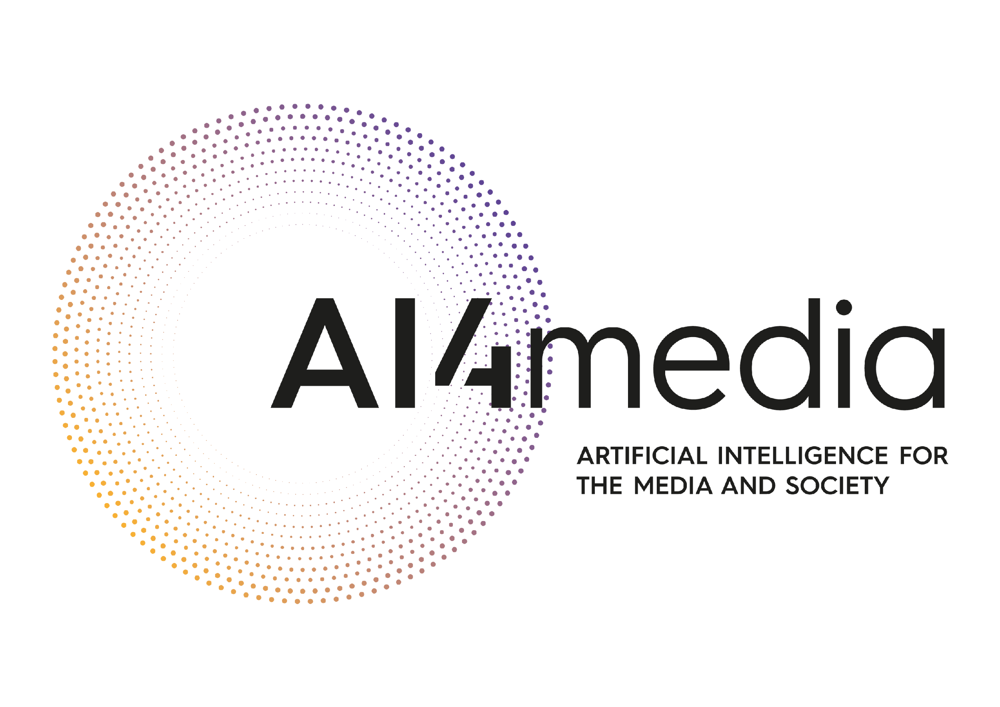 AI4media
ARTIFICIAL INTELLIGENCE FOR
THE MEDIA AND SOCIETY